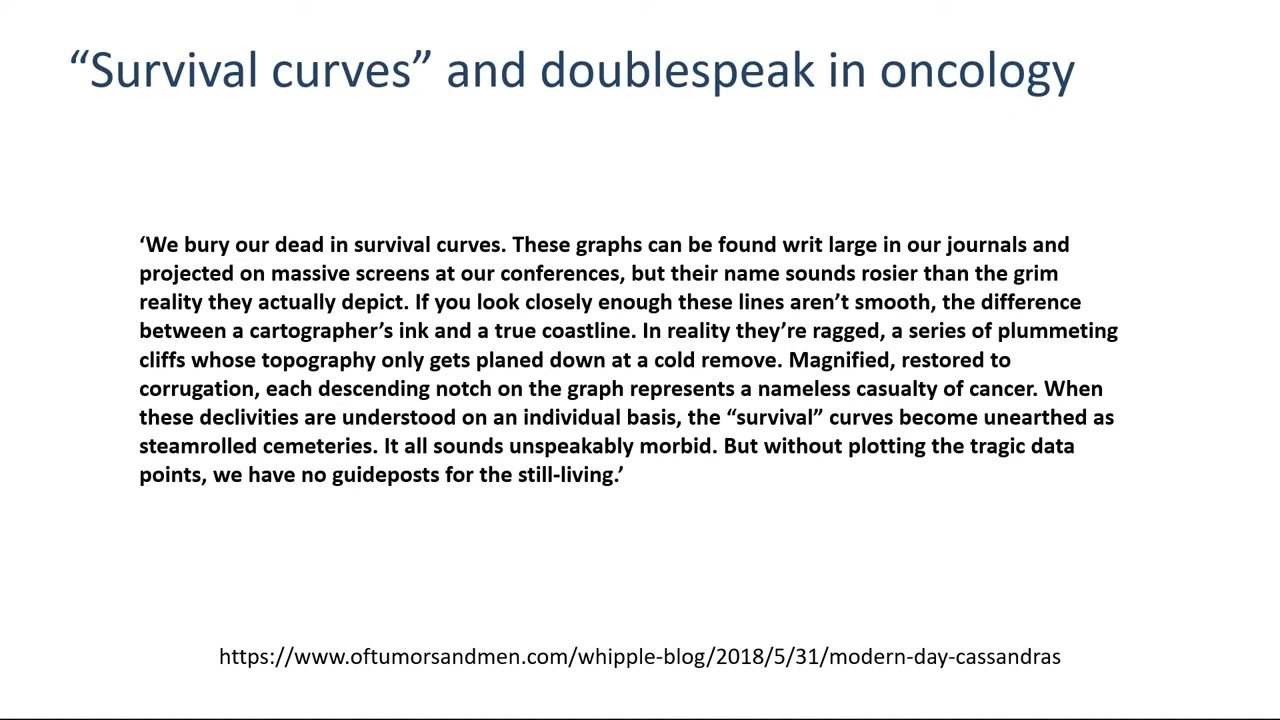 “Survival curves” and doublespeak in oncology
‘We bury our dead in survival curves. These graphs can be found writ large in our journals and
projected on massive screens at our conferences, but their name sounds rosier than the grim
reality they actually depict. If you look closely enough these lines aren’t smooth, the difference
between a cartographer’s ink and a true coastline. In reality they’re ragged, a series of plummeting
cliffs whose topography only gets planed down at a cold remove. Magnified, restored to
corrugation, each descending notch on the graph represents a nameless casualty of cancer. When
these declivities are understood on an individual basis, the “survival” curves become unearthed as
steamrolled cemeteries. It all sounds unspeakably morbid. But without plotting the tragic data
points, we have no guideposts for the still-living.’
https://www.oftumorsandmen.com/whipple-blog/2018/5/31/modern-day-cassandras